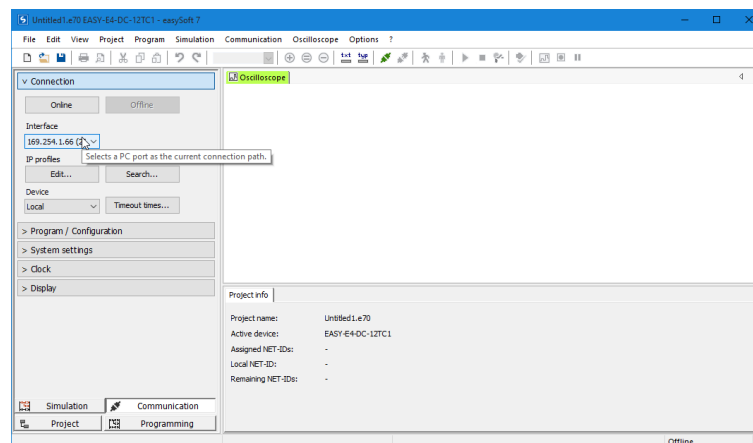 Untitled1.e70 EASY-E4-DC-12TC1 - easySoft 7
File Edit View Project Program Simulation Communication Oscilloscope Options ?
txt typ
Connection
Oscilloscope
Online Offline
Interface
169.254.1.66
Selects a PC port as the current connection path.
IP profiles
Edit... Search...
Device
Local Timeout times...
> Program / Configuration
> System settings
> Clock
> Display
Project info
Project name: Untitled1.e70
Active device: EASY-E4-DC-12TC1
Assigned NET-IDs: -
Local NET-ID: -
Remaining NET-IDs: -
Simulation Communication
Project Programming
Offline